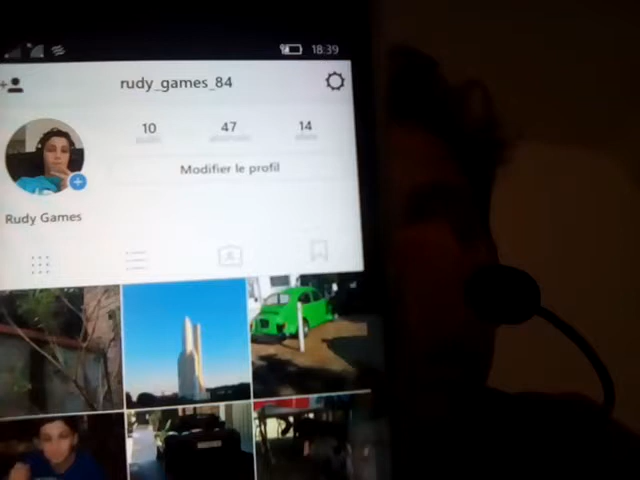 18:39
rudy_games_84
10 47 14
Modifier le profil
Rudy Games